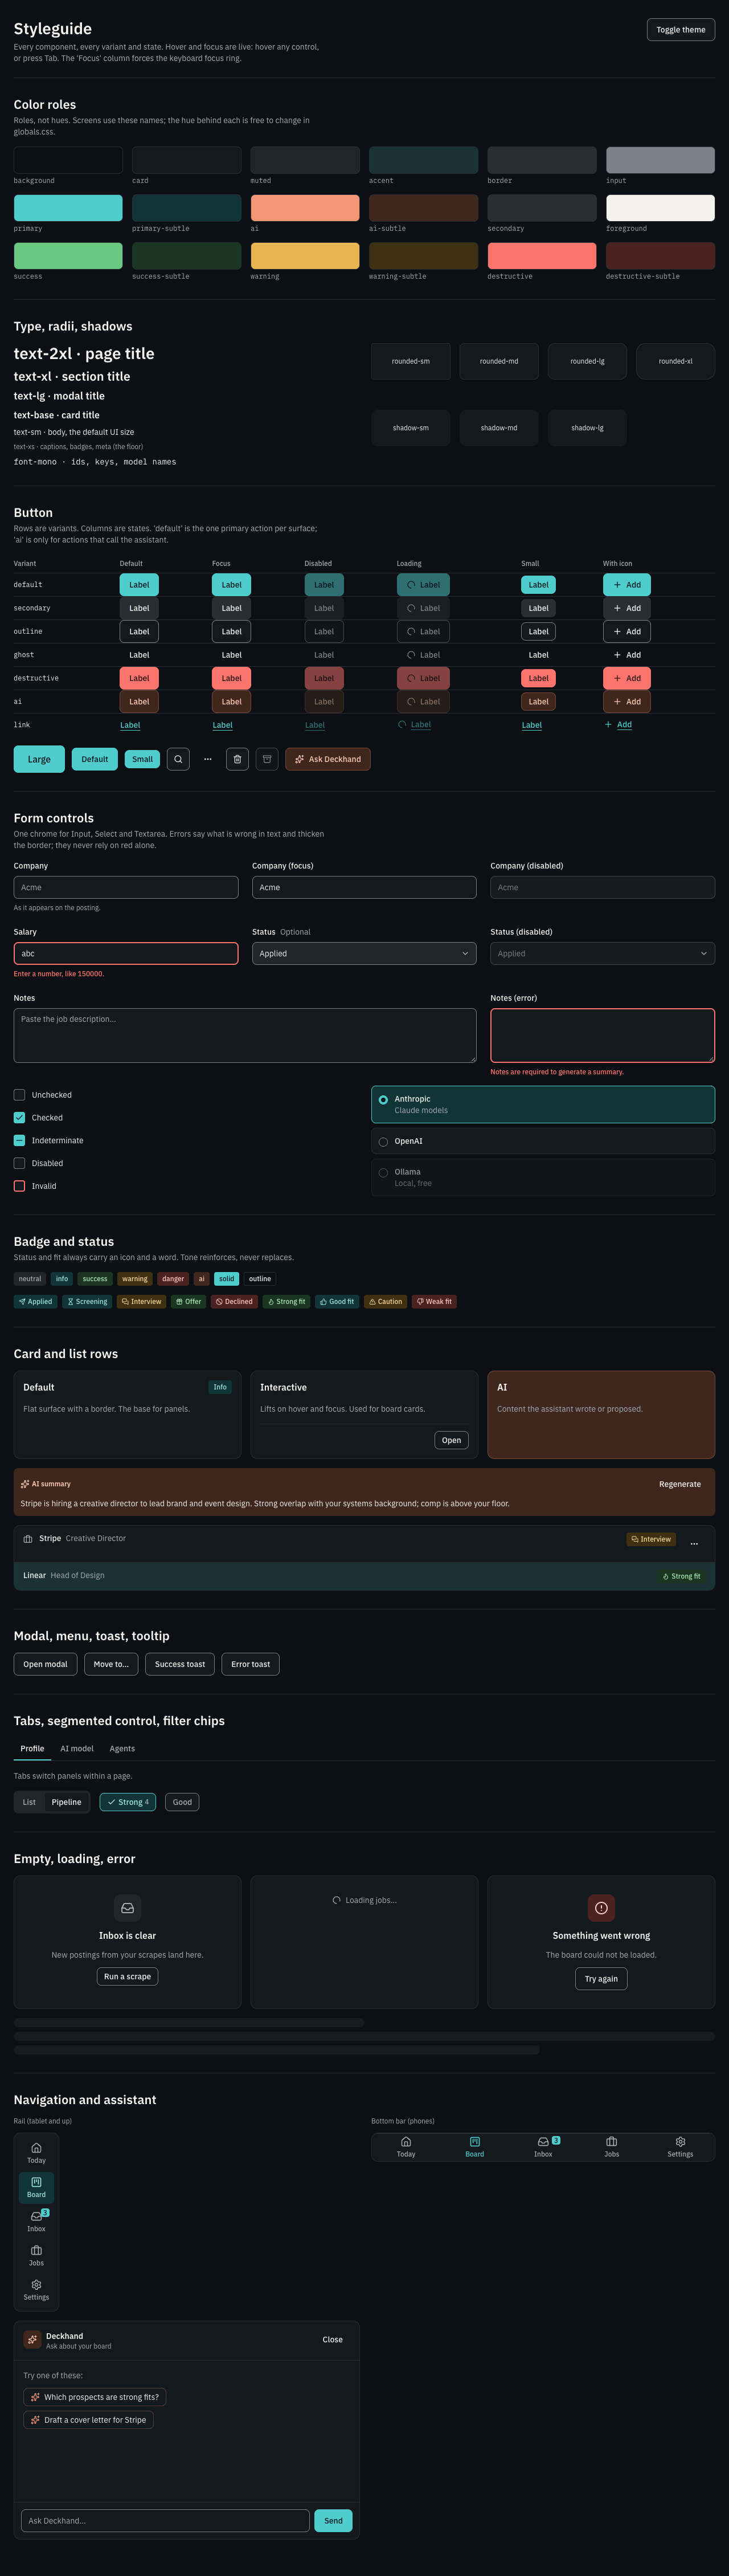 Styleguide
Toggle theme
Every component, every variant and state. Hover and focus are live: hover any control,
or press Tab. The 'Focus' column forces the keyboard focus ring.
Color roles
Roles, not hues. Screens use these names; the hue behind each is free to change in
globals.css.
background card muted accent border input
primary primary-subtle ai ai-subtle secondary foreground
success success-subtle warning warning-subtle destructive destructive-subtle
Type, radii, shadows
text-2xl · page title
text-xl · section title
text-lg · modal title
text-base · card title
text-sm · body, the default UI size
text-xs · captions, badges, meta (the floor)
font-mono · ids, keys, model names
rounded-sm rounded-md rounded-lg rounded-xl
shadow-sm shadow-md shadow-lg
Button
Rows are variants. Columns are states. 'default' is the one primary action per surface;
'ai' is only for actions that call the assistant.
Variant Default Focus Disabled Loading Small With icon
default Label Label Label Label Label Add
secondary Label Label Label Label Label Add
outline Label Label Label Label Label Add
ghost Label Label Label Label Label Add
destructive Label Label Label Label Label Add
ai Label Label Label Label Label Add
link Label Label Label Label Label Add
Large Default Small Ask Deckhand
Form controls
One chrome for Input, Select and Textarea. Errors say what is wrong in text and thicken
the border; they never rely on red alone.
Company Company (focus) Company (disabled)
Acme Acme Acme
As it appears on the posting.
Salary Status Optional Status (disabled)
abc Applied Applied
Enter a number, like 150000.
Notes Notes (error)
Paste the job description...
Notes are required to generate a summary.
Unchecked
Checked
Indeterminate
Disabled
Invalid
Anthropic
Claude models
OpenAI
Ollama
Local, free
Badge and status
Status and fit always carry an icon and a word. Tone reinforces, never replaces.
neutral info success warning danger ai solid outline
Applied Screening Interview Offer Declined Strong fit Good fit Caution Weak fit
Card and list rows
Default Info
Flat surface with a border. The base for panels.
Interactive
Lifts on hover and focus. Used for board cards.
Open
AI
Content the assistant wrote or proposed.
AI summary Regenerate
Stripe is hiring a creative director to lead brand and event design. Strong overlap with your systems background; comp is above your floor.
Stripe Creative Director Interview
Linear Head of Design Strong fit
Modal, menu, toast, tooltip
Open modal Move to... Success toast Error toast
Tabs, segmented control, filter chips
Profile AI model Agents
Tabs switch panels within a page.
List Pipeline Strong 4 Good
Empty, loading, error
Inbox is clear
New postings from your scrapes land here.
Run a scrape
Loading jobs...
Something went wrong
The board could not be loaded.
Try again
Navigation and assistant
Rail (tablet and up)
Today
Board
3
Inbox
Jobs
Settings
Bottom bar (phones)
3
Today Board Inbox Jobs Settings
Deckhand Close
Ask about your board
Try one of these:
Which prospects are strong fits?
Draft a cover letter for Stripe
Ask Deckhand... Send